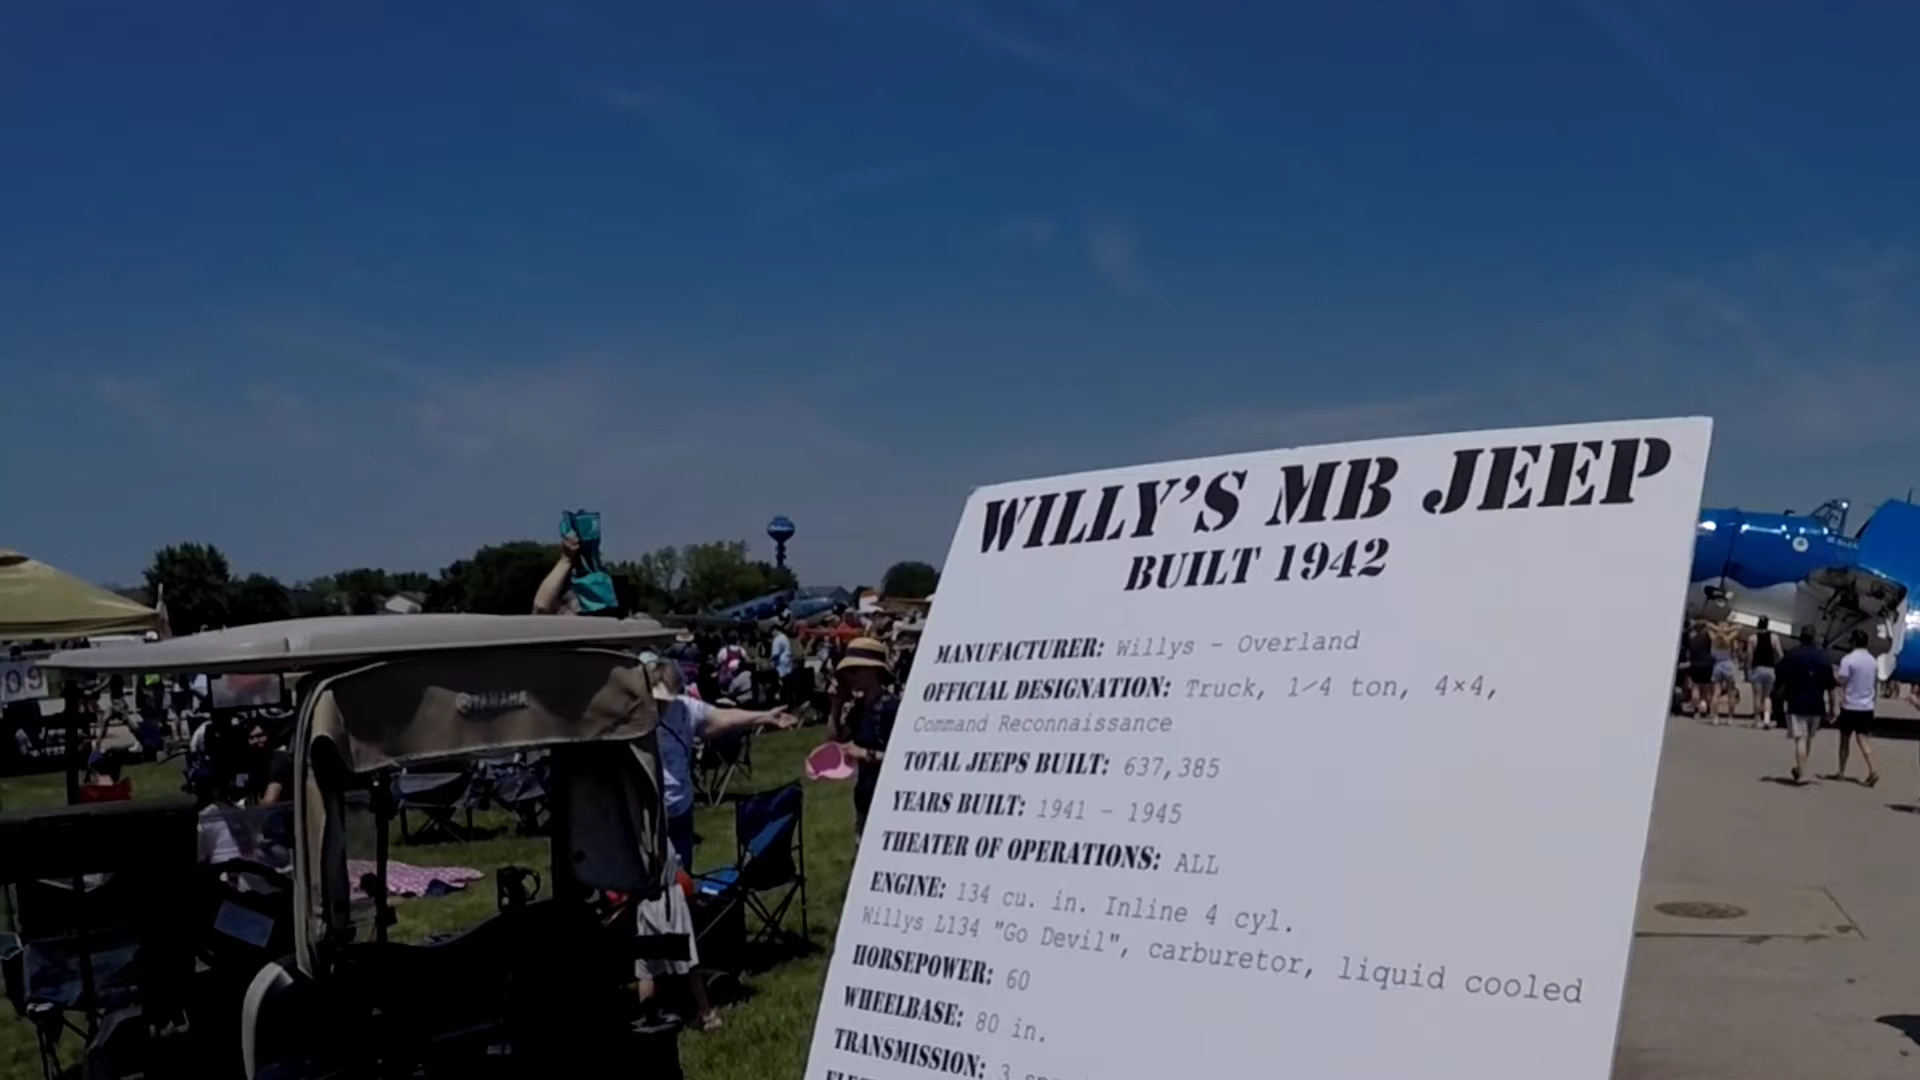 WILLY'S MB JEEP
BUILT 1942
MANUFACTURER: Willys - Overland
OFFICIAL DESIGNATION: Truck, 1/4 ton, 4×4,
Command Reconnaissance
TOTAL JEEPS BUILT: 637,385
YEARS BUILT: 1941 - 1945
THEATER OF OPERATIONS: ALL
ENGINE: 134 cu. in. Inline 4 cyl.
Willys L134 "Go Devil", carburetor, liquid cooled
HORSEPOWER: 60
WHEELBASE: 80 in.
TRANSMISSION: 3
YAMAHA
09